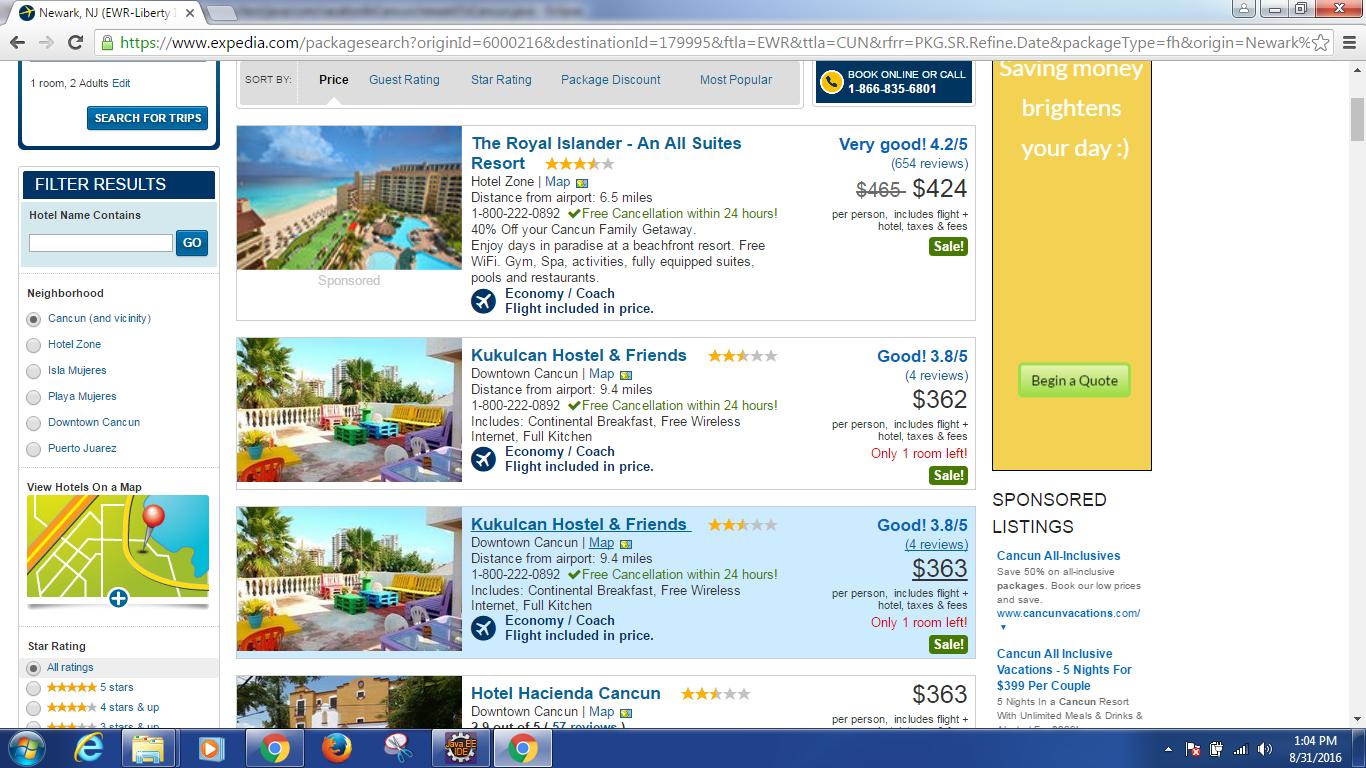 Newark, NJ (EWR-Liberty
https://www.expedia.com/packagesearch?originId=6000216&destinationId=179995&ftla=EWR&ttla=CUN&rfrr=PKG.SR.Refine.Date&packageType=fh&origin=Newark%
1 room, 2 Adults Edit
SEARCH FOR TRIPS
FILTER RESULTS
Hotel Name Contains
GO
Neighborhood
Cancun (and vicinity)
Hotel Zone
Isla Mujeres
Playa Mujeres
Downtown Cancun
Puerto Juarez
View Hotels On a Map
Star Rating
All ratings
5 stars
4 stars & up
3 stars & up
SORT BY: Price Guest Rating Star Rating Package Discount Most Popular
BOOK ONLINE OR CALL
1-866-835-6801
The Royal Islander - An All Suites
Resort
Hotel Zone | Map
Distance from airport: 6.5 miles
1-800-222-0892 Free Cancellation within 24 hours!
40% Off your Cancun Family Getaway.
Enjoy days in paradise at a beachfront resort. Free
WiFi. Gym, Spa, activities, fully equipped suites,
pools and restaurants.
Economy / Coach
Flight included in price.
Sponsored
Very good! 4.2/5
(654 reviews)
$465 $424
per person, includes flight +
hotel, taxes & fees
Sale!
Kukulcan Hostel & Friends
Downtown Cancun | Map
Distance from airport: 9.4 miles
1-800-222-0892 Free Cancellation within 24 hours!
Includes: Continental Breakfast, Free Wireless
Internet, Full Kitchen
Economy / Coach
Flight included in price.
Good! 3.8/5
(4 reviews)
$362
per person, includes flight +
hotel, taxes & fees
Only 1 room left!
Sale!
Kukulcan Hostel & Friends
Downtown Cancun | Map
Distance from airport: 9.4 miles
1-800-222-0892 Free Cancellation within 24 hours!
Includes: Continental Breakfast, Free Wireless
Internet, Full Kitchen
Economy / Coach
Flight included in price.
Good! 3.8/5
(4 reviews)
$363
per person, includes flight +
hotel, taxes & fees
Only 1 room left!
Sale!
Hotel Hacienda Cancun
Downtown Cancun | Map
2.9 out of 5 ( 57 reviews )
$363
per person, includes flight +
Saving money
brightens
your day :)
Begin a Quote
SPONSORED
LISTINGS
Cancun All-Inclusives
Save 50% on all-inclusive
packages. Book our low prices
and save.
www.cancunvacations.com/
Cancun All Inclusive
Vacations - 5 Nights For
$399 Per Couple
5 Nights In a Cancun Resort
With Unlimited Meals & Drinks &
Java EE
IDE
1:04 PM
8/31/2016